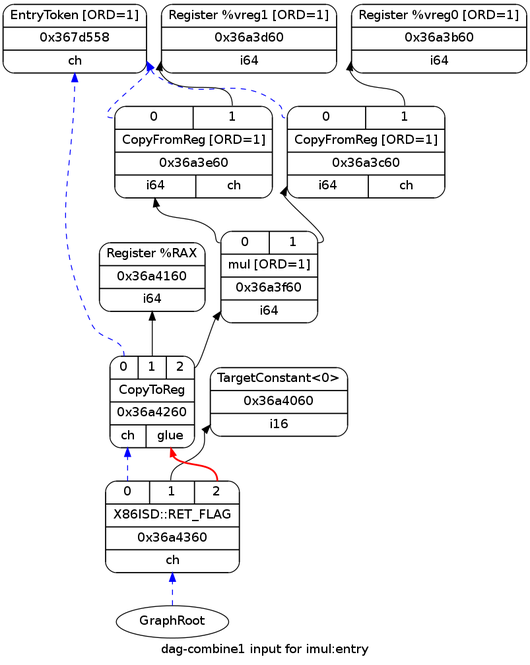 EntryToken [ORD=1]
0x367d558
ch
Register %vreg1 [ORD=1]
0x36a3d60
i64
Register %vreg0 [ORD=1]
0x36a3b60
i64
0 1
CopyFromReg [ORD=1]
0x36a3e60
i64 ch
0 1
CopyFromReg [ORD=1]
0x36a3c60
i64 ch
Register %RAX
0x36a4160
i64
0 1
mul [ORD=1]
0x36a3f60
i64
0 1 2
CopyToReg
0x36a4260
ch glue
TargetConstant<0>
0x36a4060
i16
0 1 2
X86ISD::RET_FLAG
0x36a4360
ch
GraphRoot
dag-combine1 input for imul:entry